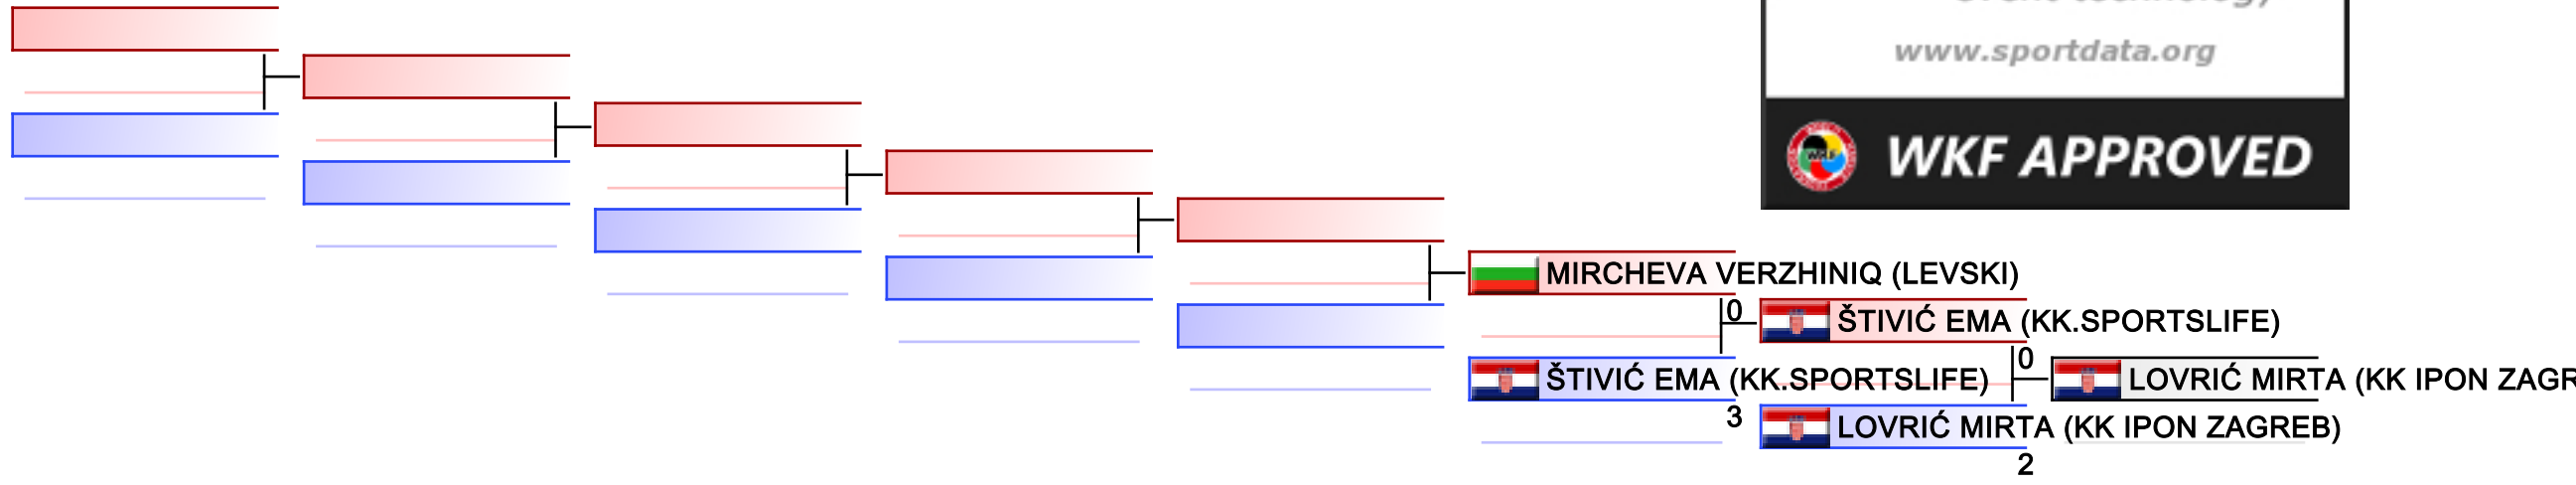 www.sportdata.org
WKF APPROVED
MIRCHEVA VERZHINIQ (LEVSKI)
0
ŠTIVIĆ EMA (KK.SPORTSLIFE)
0
ŠTIVIĆ EMA (KK.SPORTSLIFE)
LOVRIĆ MIRTA (KK IPON ZAGR
3
LOVRIĆ MIRTA (KK IPON ZAGREB)
2